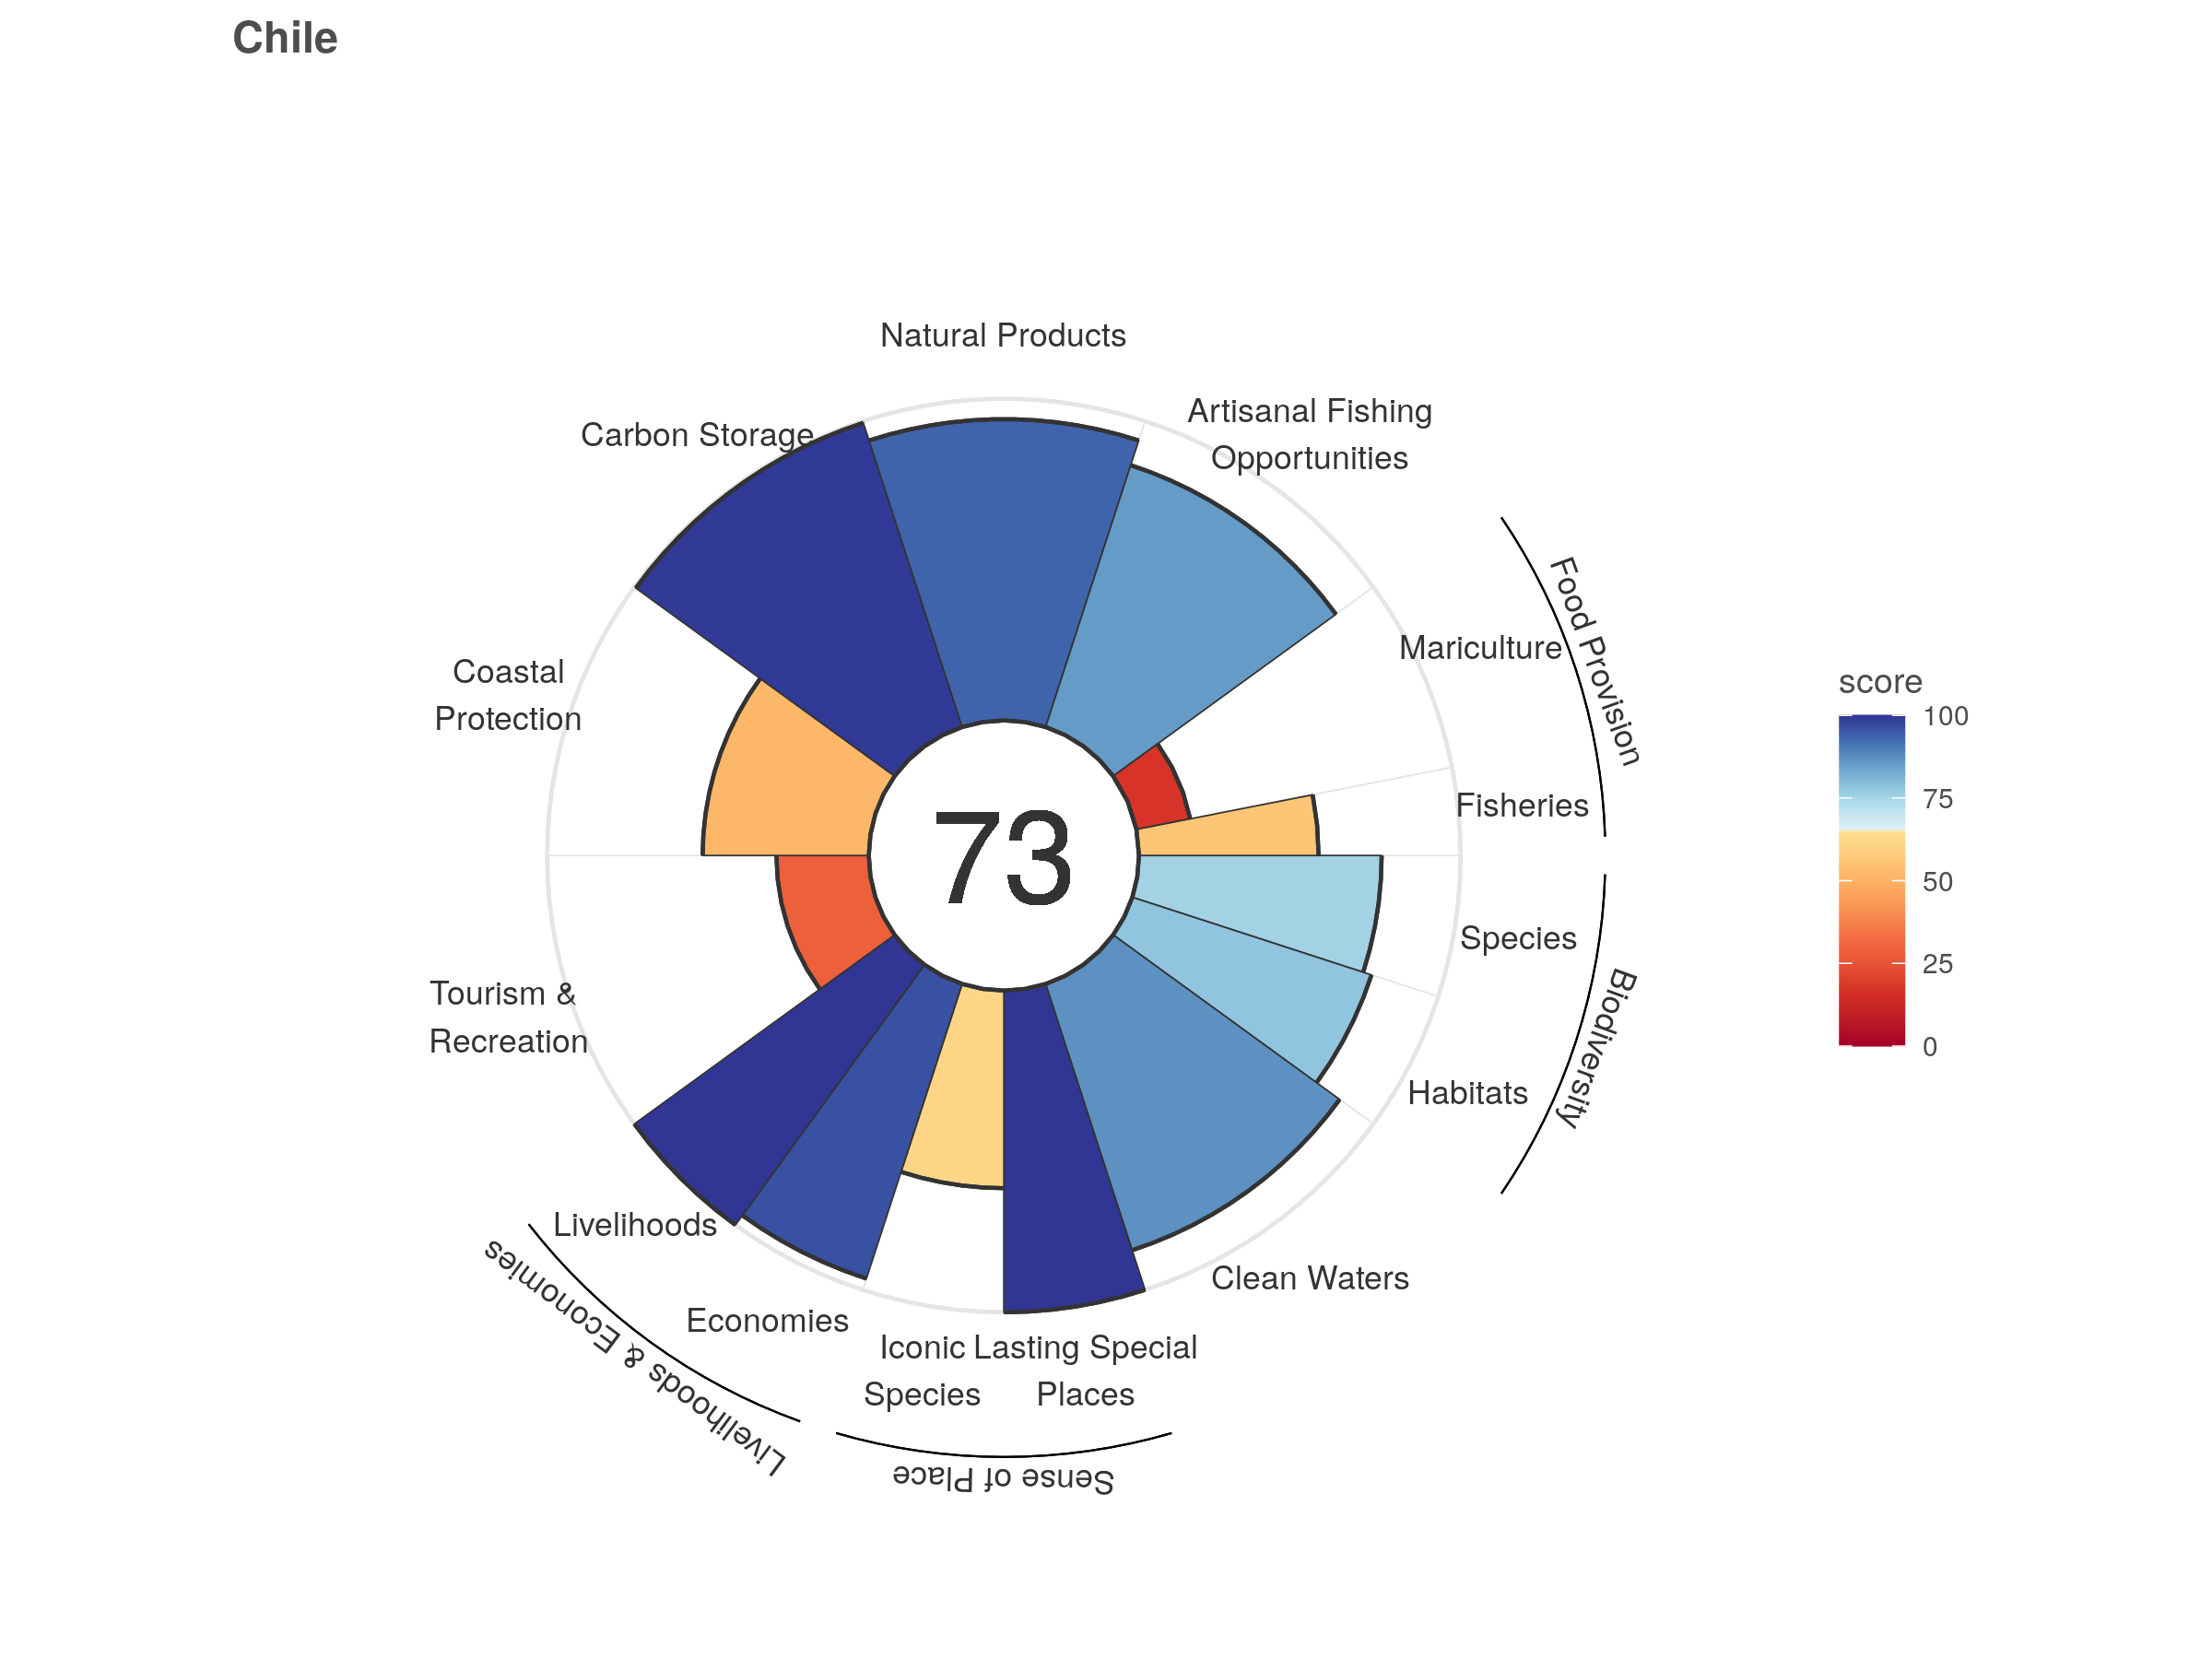 Chile
Natural Products
Artisanal Fishing
Opportunities
Carbon Storage
Mariculture
Food Provision
Coastal
Protection
Fisheries
73
Species
Biodiversity
Habitats
Tourism &
Recreation
Livelihoods
Livelihoods & Economies
Economies
Clean Waters
Iconic
Species
Lasting Special
Places
Sense of Place
score
100
75
50
25
0